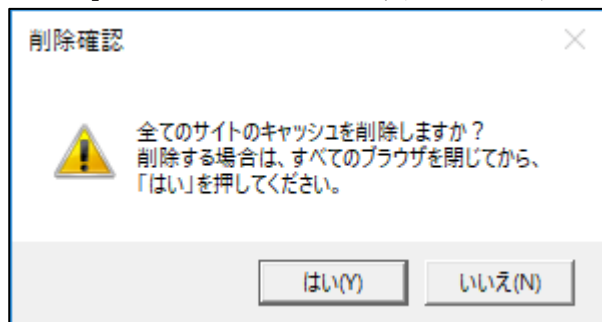 削除確認
全てのサイトのキャッシュを削除しますか？
削除する場合は、すべてのブラウザを閉じてから、
「はい」を押してください。
はい(Y)
いいえ(N)